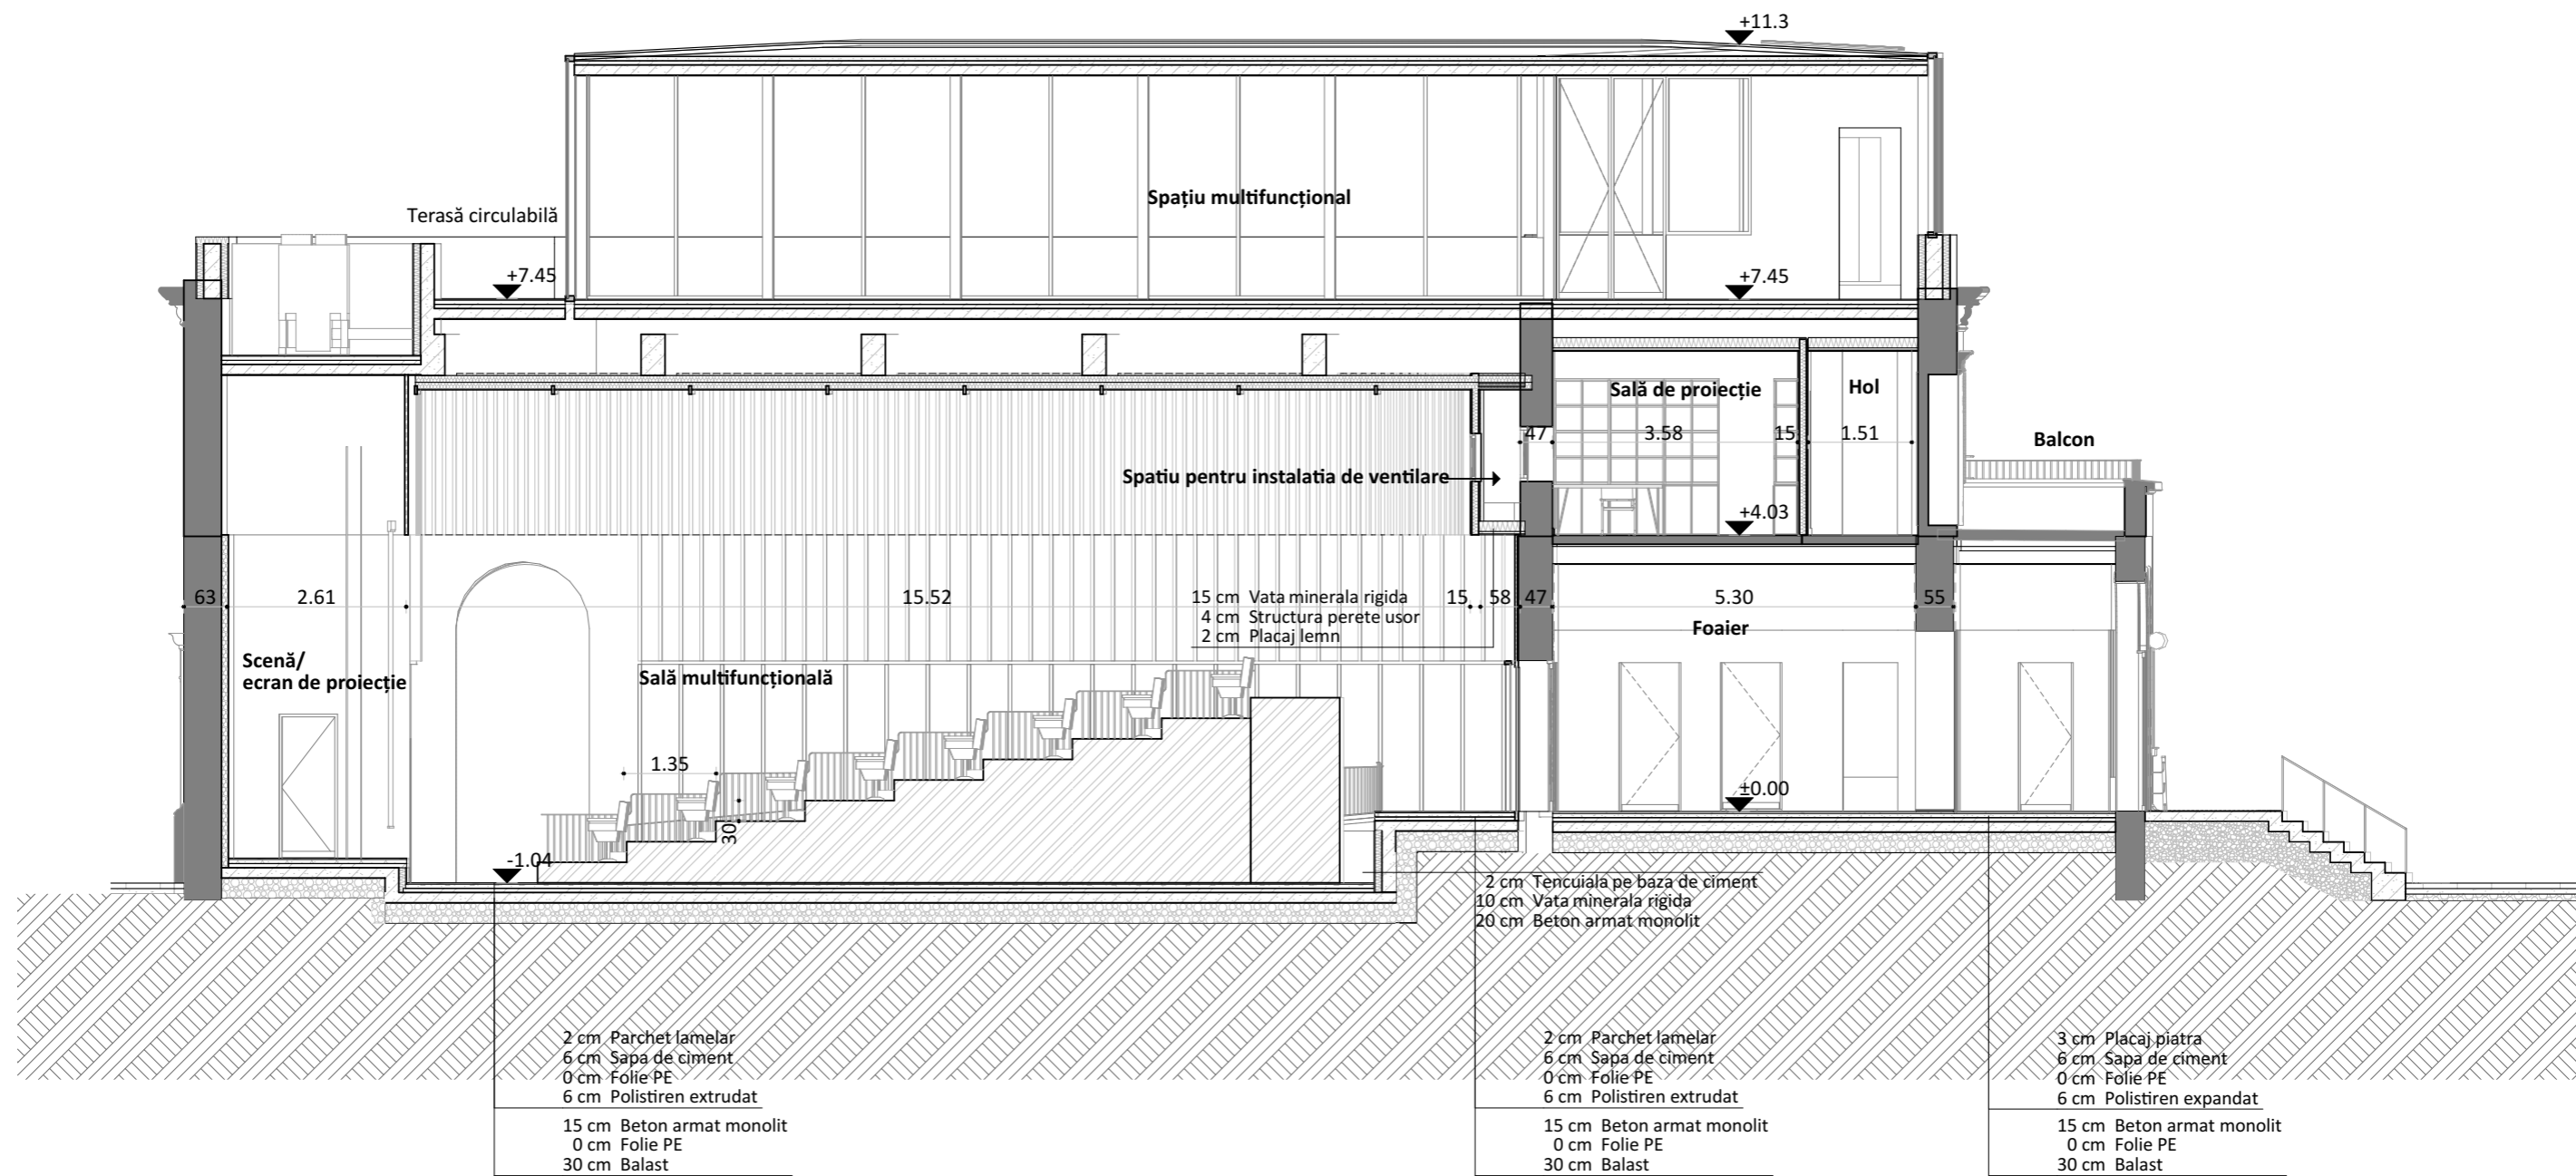 +11.3
Spațiu multifuncțional
Terasă circulabilă
+7.45
+7.45
Sală de proiecție
Hol
47
3.58
15
1.51
Balcon
Spatiu pentru instalatia de ventilare
+4.03
63
2.61
15.52
15 cm Vata minerala rigida
4 cm Structura perete usor
2 cm Placaj lemn
15
58
47
5.30
55
Foaier
Scenă/
ecran de proiecție
Sală multifuncțională
1.35
30
±0.00
-1.04
2 cm Tencuiala pe baza de ciment
10 cm Vata minerala rigida
20 cm Beton armat monolit
2 cm Parchet lamelar
6 cm Sapa de ciment
0 cm Folie PE
6 cm Polistiren extrudat
15 cm Beton armat monolit
0 cm Folie PE
30 cm Balast
2 cm Parchet lamelar
6 cm Sapa de ciment
0 cm Folie PE
6 cm Polistiren extrudat
15 cm Beton armat monolit
0 cm Folie PE
30 cm Balast
3 cm Placaj piatra
6 cm Sapa de ciment
0 cm Folie PE
6 cm Polistiren expandat
15 cm Beton armat monolit
0 cm Folie PE
30 cm Balast